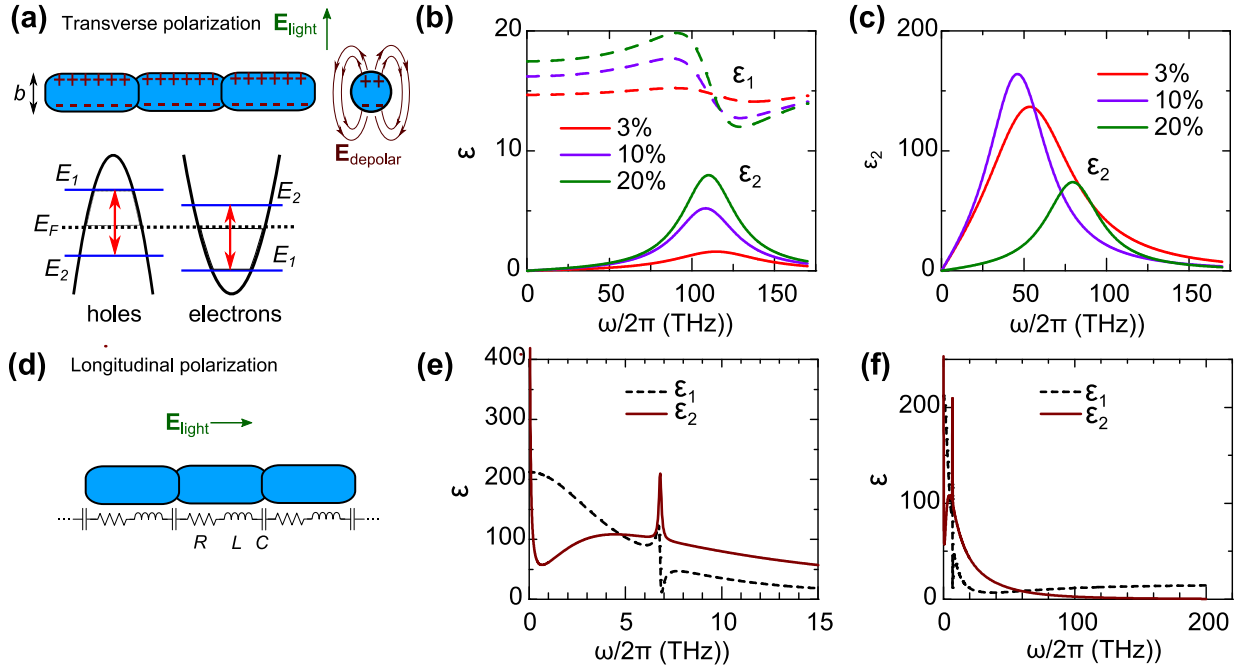 (a) Transverse polarization
E_light
b
+ + + + + + + + + + + + + + + + + + + + +
+ +
E_depolar
E_1
E_2
E_F
E_2
E_1
holes electrons
(b)
20
10
0
ε
ε_1
3%
10%
20%
ε_2
0 50 100 150
ω/2π (THz))
(c)
200
100
0
ε_2
3%
10%
20%
ε_2
0 50 100 150
ω/2π (THz))
(d) Longitudinal polarization
E_light
R L C
(e)
400
300
200
100
0
ε
ε_1
ε_2
0 5 10 15
ω/2π (THz))
(f)
200
100
0
ε
ε_1
ε_2
0 100 200
ω/2π (THz))